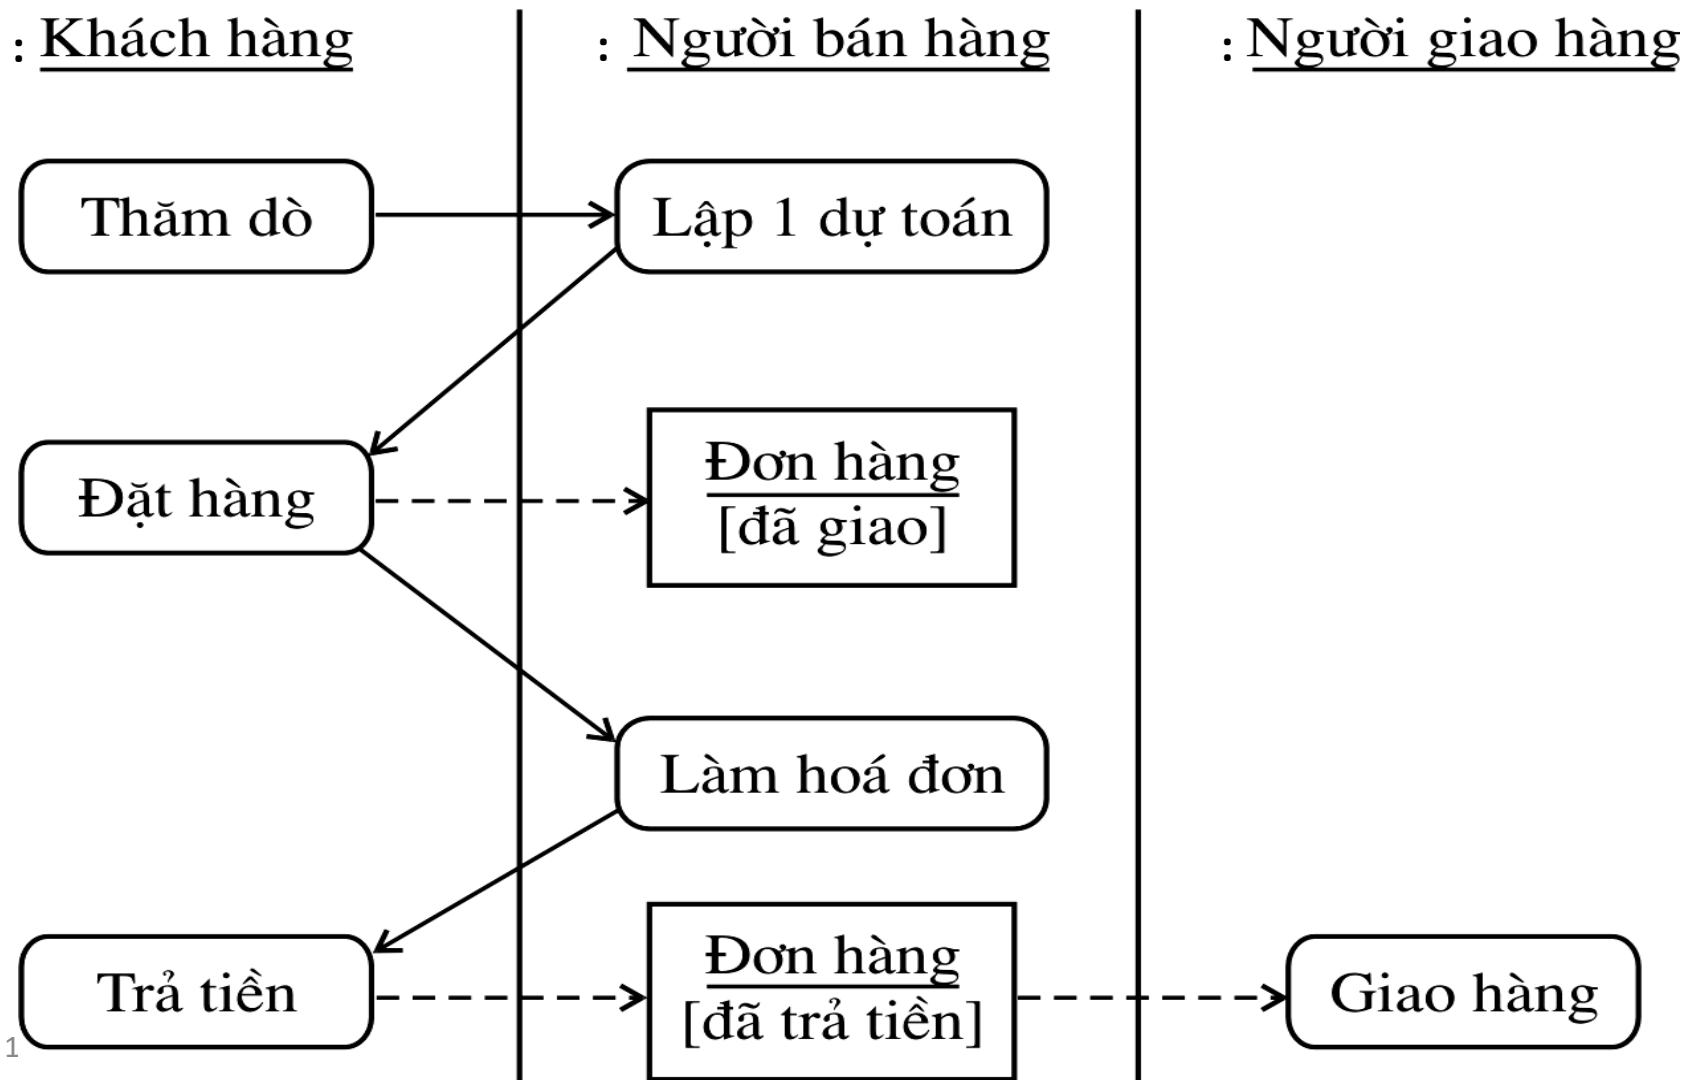 : Khách hàng
: Người bán hàng
: Người giao hàng
Thăm dò
Lập 1 dự toán
Đặt hàng
Đơn hàng
[đã giao]
Làm hoá đơn
Trả tiền
Đơn hàng
[đã trả tiền]
Giao hàng
1